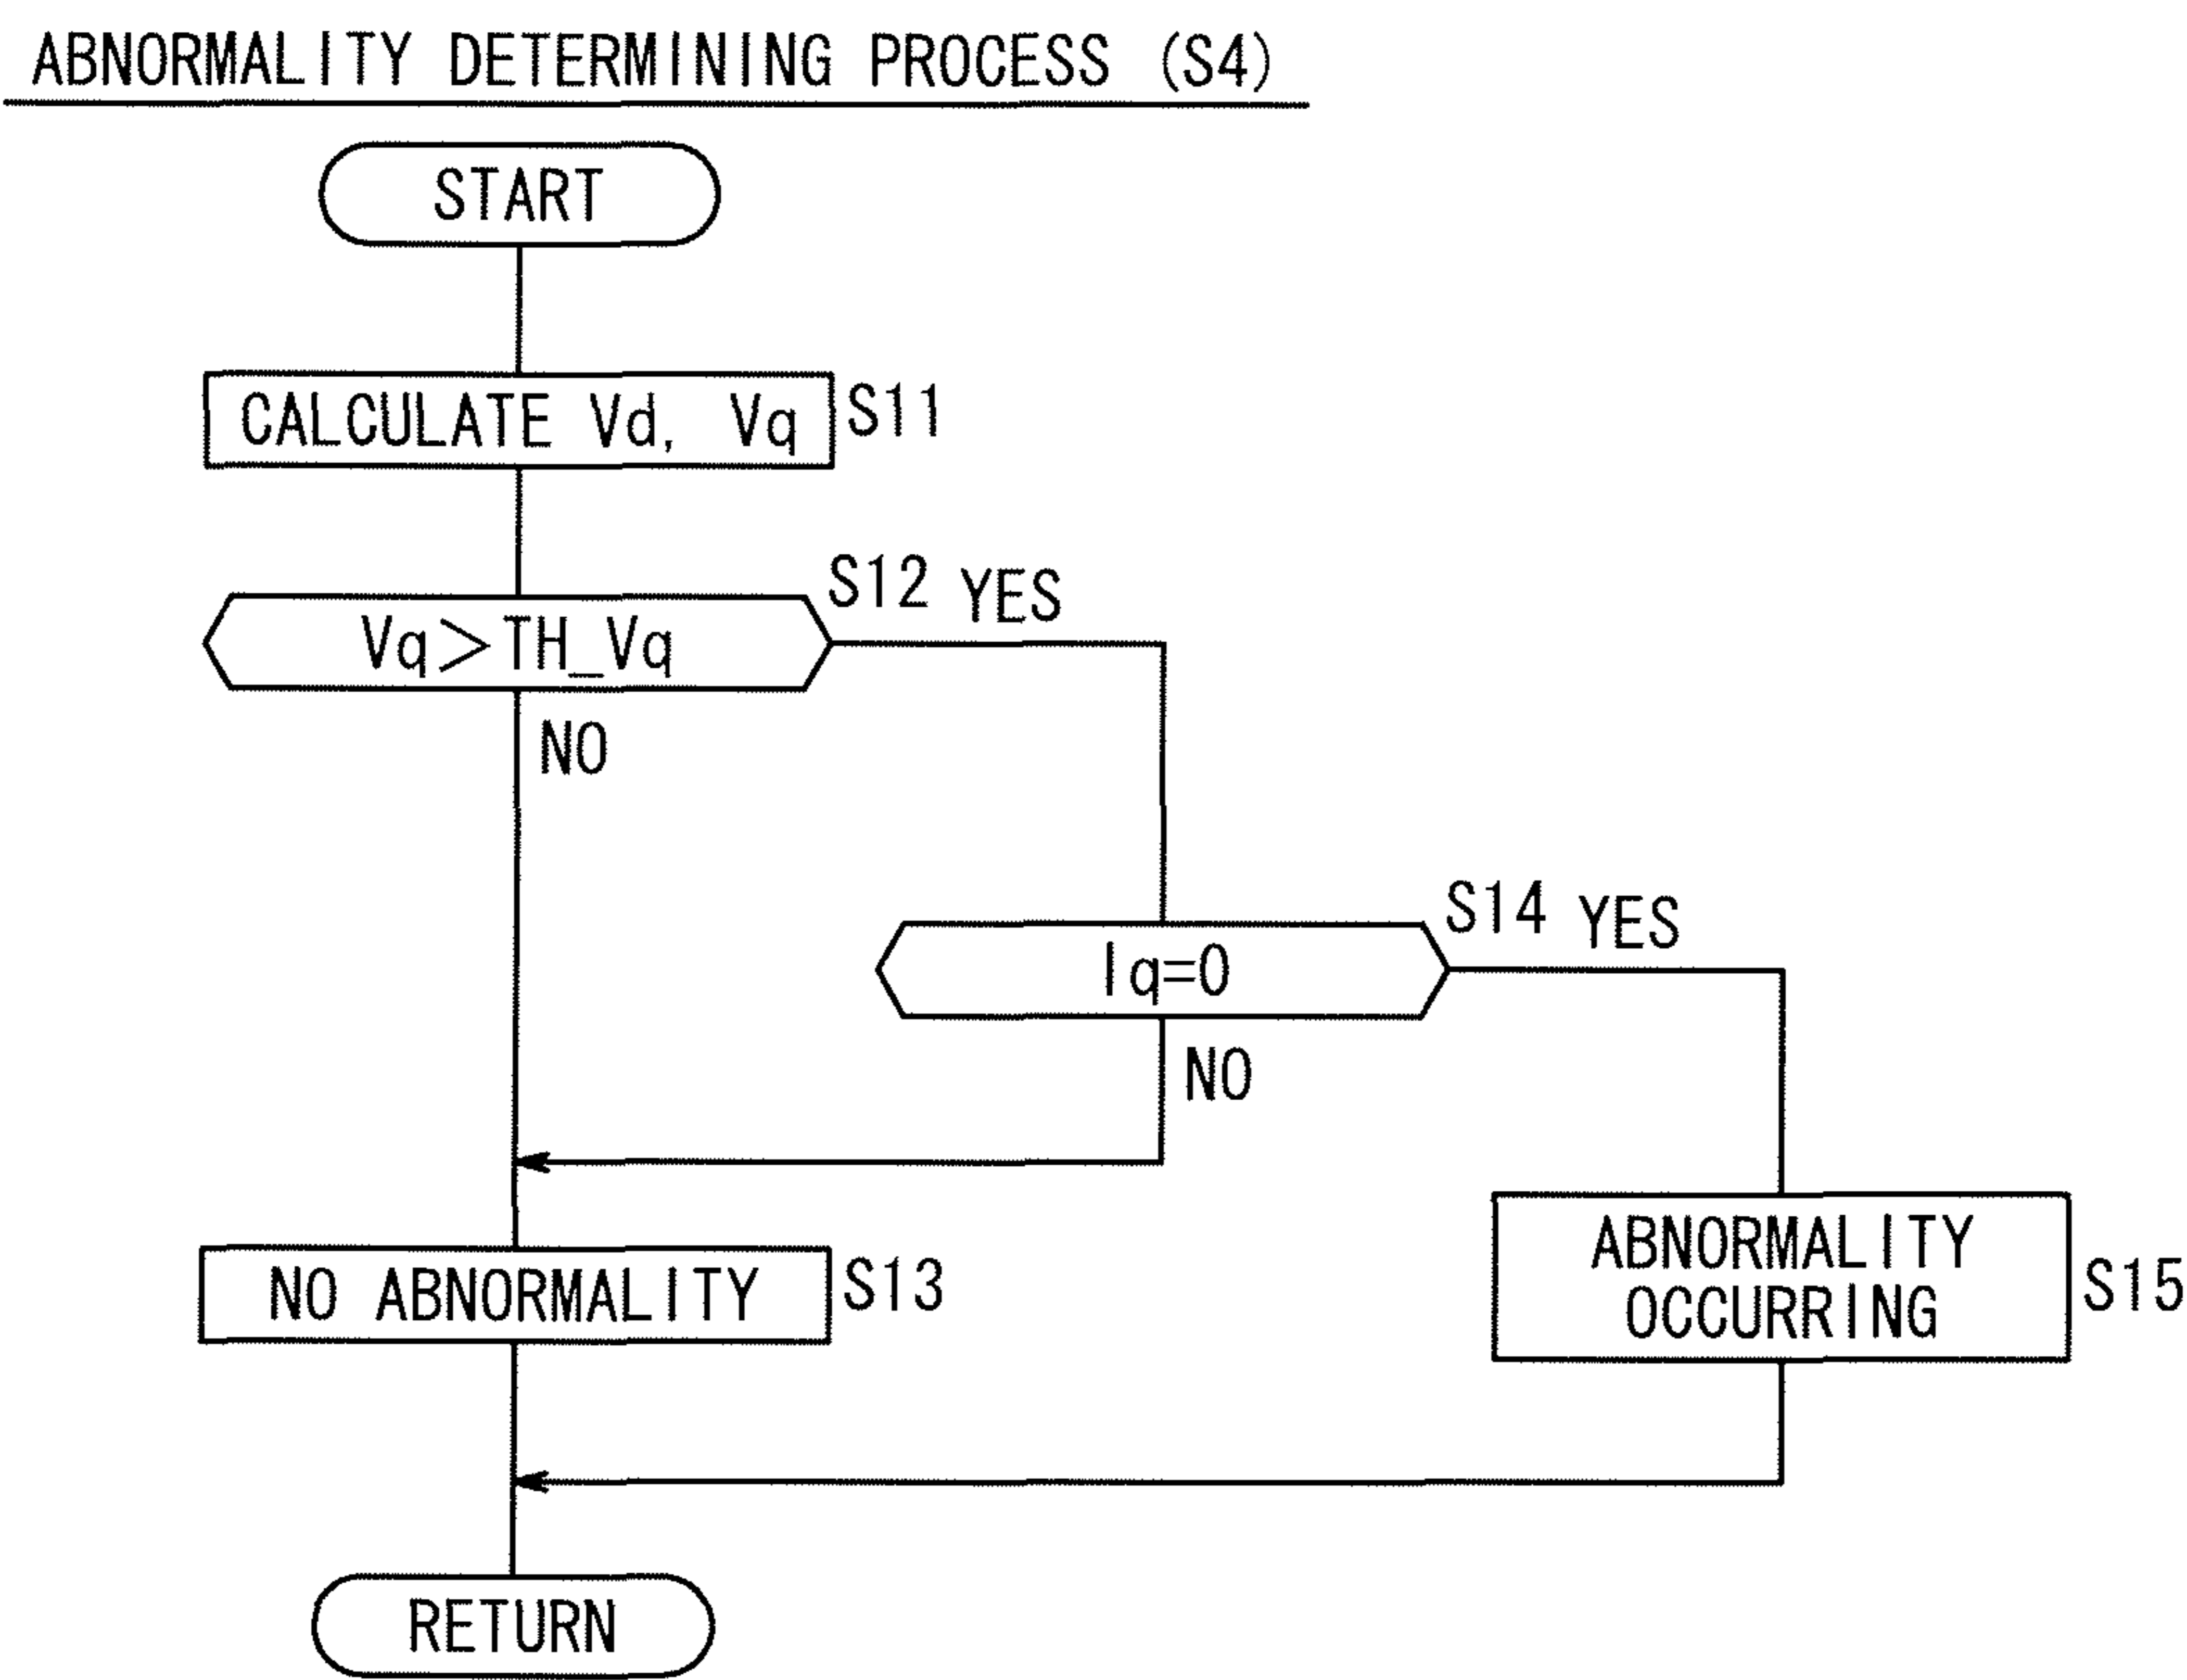 ABNORMALITY DETERMINING PROCESS (S4)
START
CALCULATE Vd, Vq
S11
S12
YES
Vq>TH_Vq
NO
S14
YES
Iq=0
NO
ABNORMALITY
OCCURRING
S15
NO ABNORMALITY
S13
RETURN